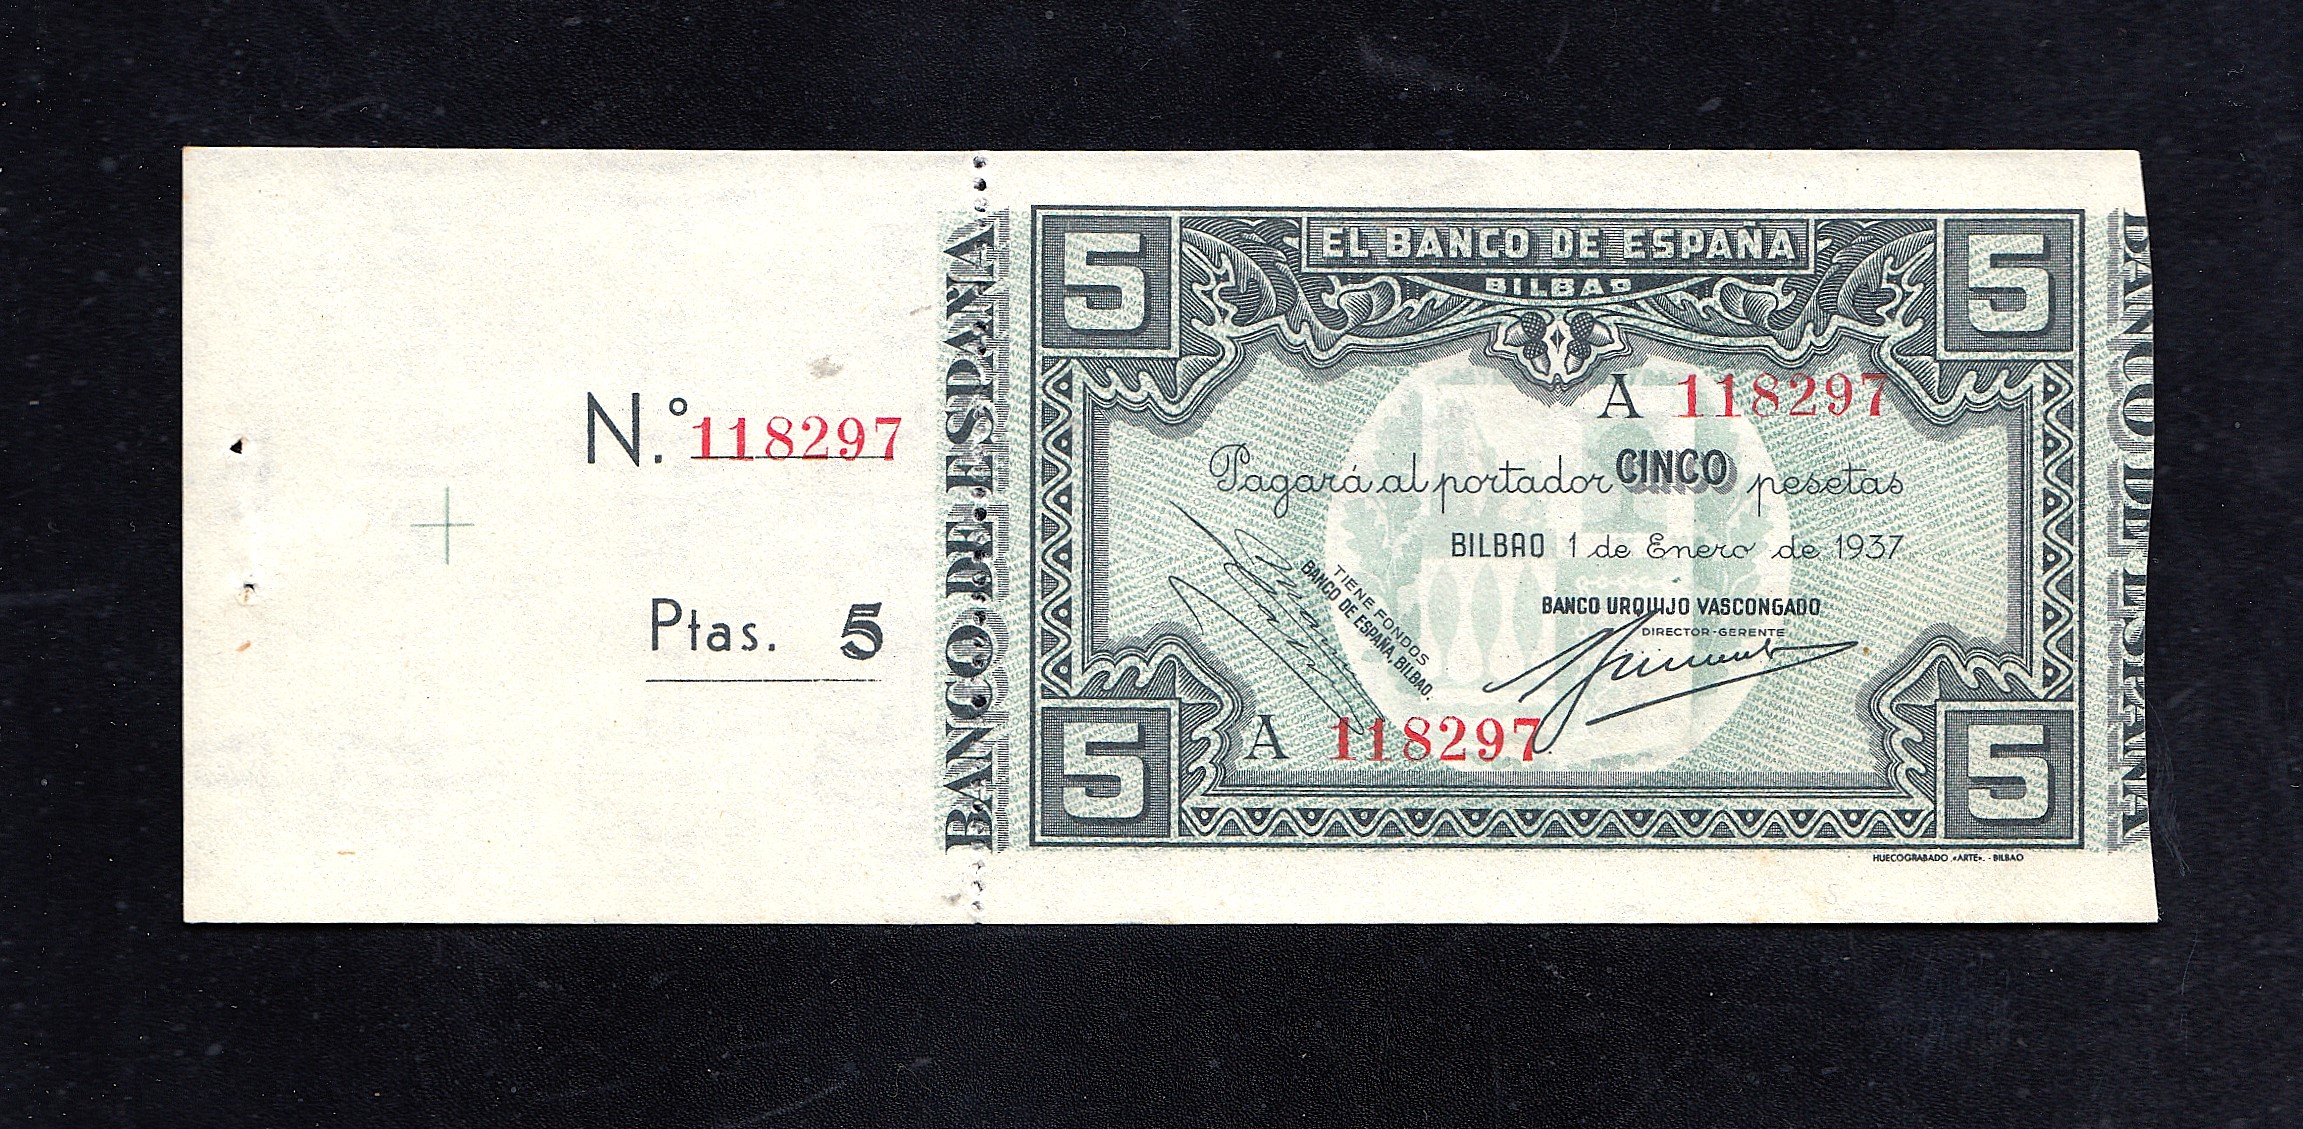 N.º 118297
Ptas. 5
BANCO DE ESPAÑA
5
5
EL BANCO DE ESPAÑA
BILBAO
A 118297
Pagará al portador CINCO pesetas
BILBAO 1 de Enero de 1937
TIENE FONDOS
BANCO DE ESPAÑA, BILBAO.
BANCO URQUIJO VASCONGADO
DIRECTOR-GERENTE
A 118297
5
5
HUECOGRABADO «ARTE». - BILBAO
BANCO DE ESPAÑA